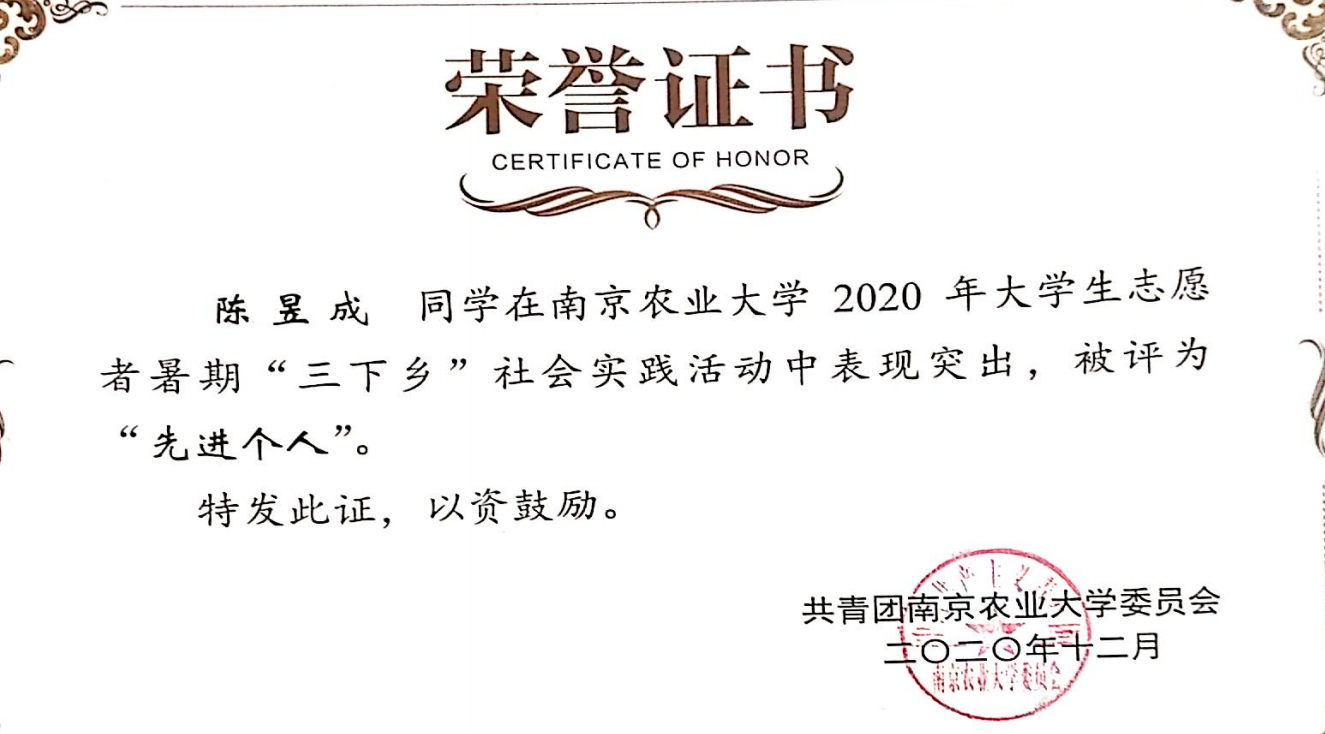 荣誉证书
CERTIFICATE OF HONOR
陈昱成 同学在南京农业大学 2020 年大学生志愿
者暑期“三下乡”社会实践活动中表现突出，被评为
“先进个人”。
特发此证，以资鼓励。
共青团南京农业大学委员会
二〇二〇年十二月
南京农业大学委员会